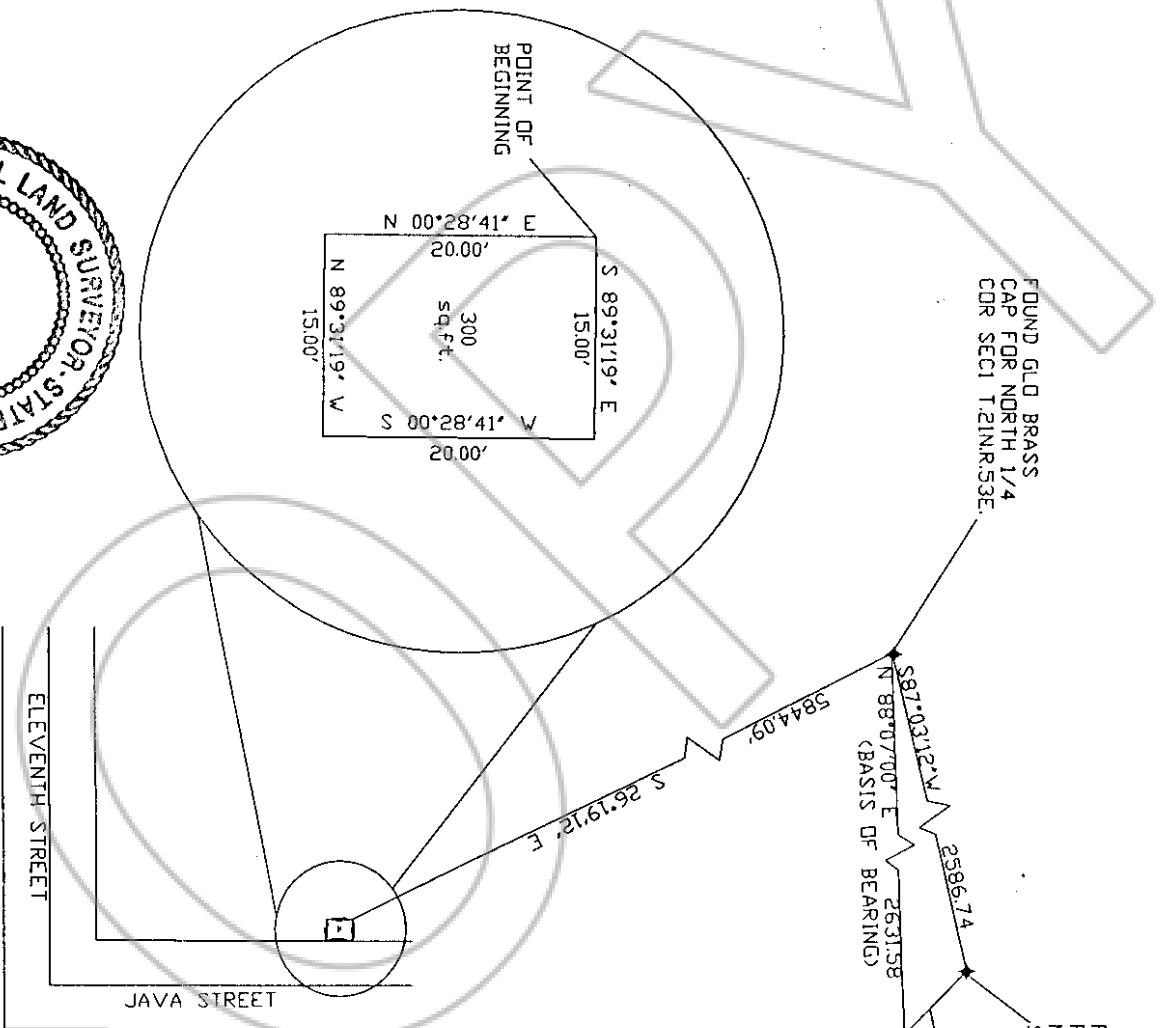 FOUND GLO BRASS
CAP FOR NORTH 1/4
COR SEC1 T.21N.R.53E.
POINT OF
BEGINNING
N 00°28'41" E
20.00'
S 89°31'19" E
15.00'
300
sq.ft.
N 89°31'19" W
15.00'
S 00°28'41" W
20.00'
S87°03'12"W
2586.74
N 88°07'00" E
2631.58
(BASIS OF BEARING)
5844.09'
S 26°19'12" E
ELEVENTH STREET
JAVA STREET
LAND SURVEYOR-STATE
COPY